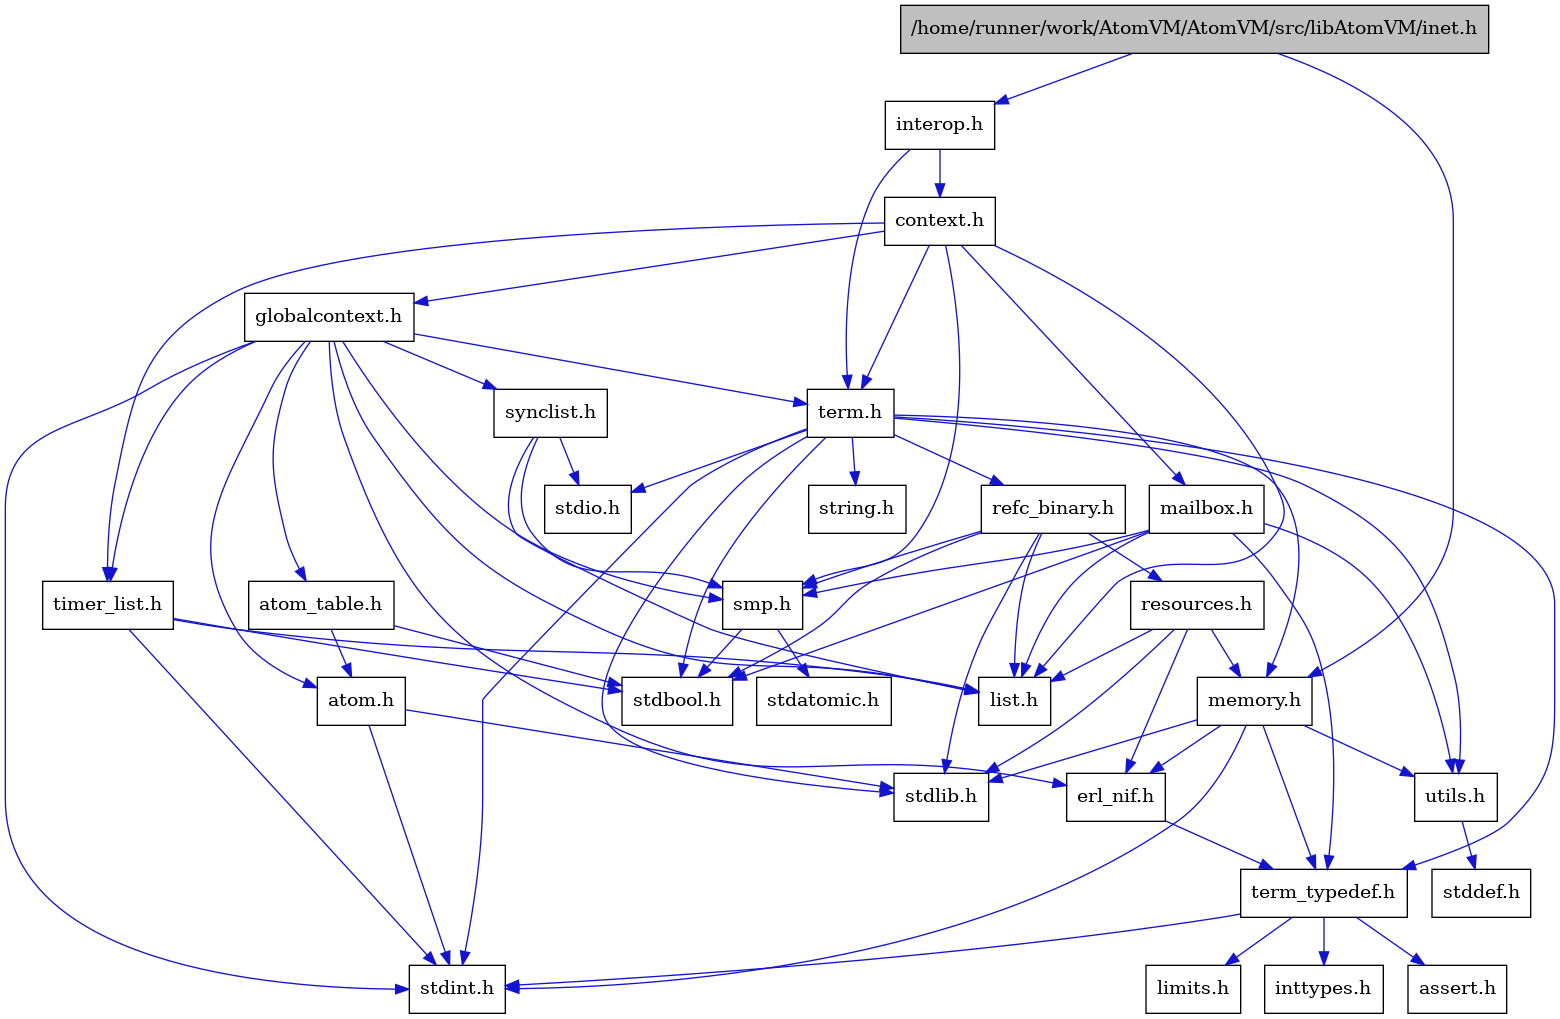 /home/runner/work/AtomVM/AtomVM/src/libAtomVM/inet.h
interop.h
context.h
globalcontext.h
synclist.h
term.h
stdio.h
string.h
refc_binary.h
mailbox.h
timer_list.h
atom_table.h
smp.h
resources.h
atom.h
stdbool.h
stdatomic.h
list.h
memory.h
stdlib.h
erl_nif.h
utils.h
term_typedef.h
stddef.h
stdint.h
limits.h
inttypes.h
assert.h